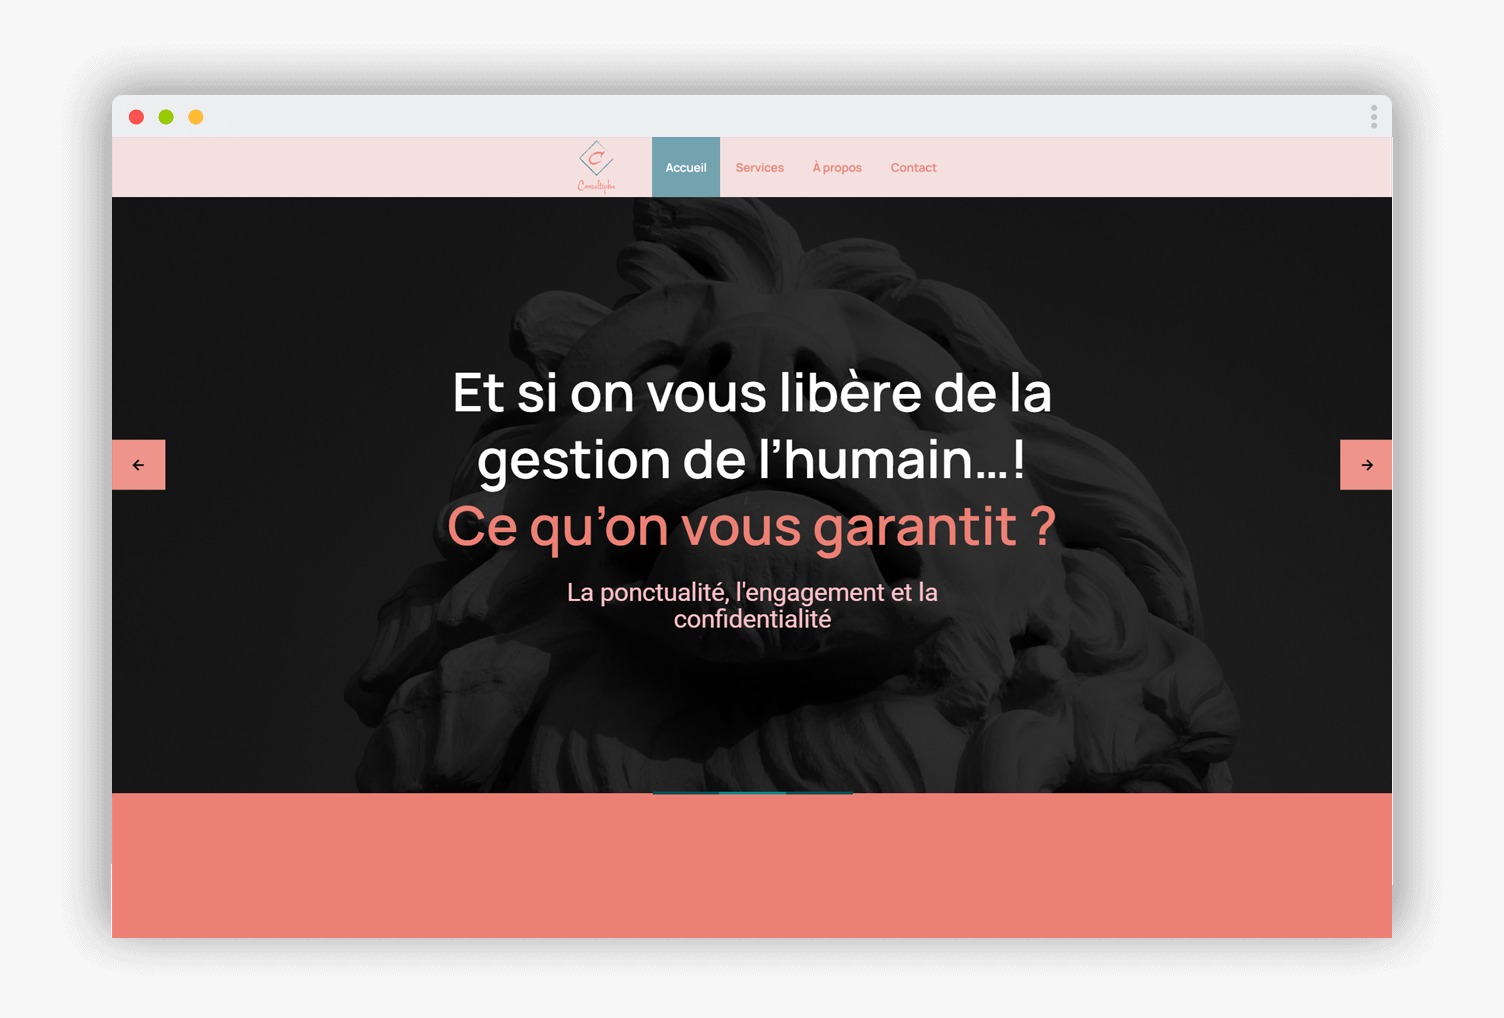 C
Accueil Services À propos Contact
Et si on vous libère de la
gestion de l’humain...!
Ce qu’on vous garantit ?
La ponctualité, l'engagement et la
confidentialité